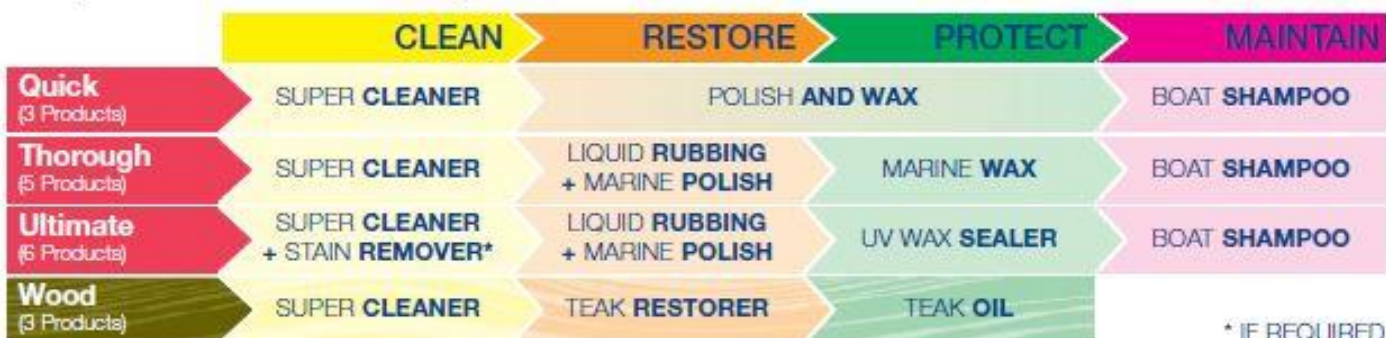 CLEAN RESTORE PROTECT MAINTAIN
Quick
(3 Products)
SUPER CLEANER
POLISH AND WAX
BOAT SHAMPOO
Thorough
(5 Products)
SUPER CLEANER
LIQUID RUBBING
+ MARINE POLISH
MARINE WAX
BOAT SHAMPOO
Ultimate
(6 Products)
SUPER CLEANER
+ STAIN REMOVER*
LIQUID RUBBING
+ MARINE POLISH
UV WAX SEALER
BOAT SHAMPOO
Wood
(3 Products)
SUPER CLEANER
TEAK RESTORER
TEAK OIL
* IF REQUIRED